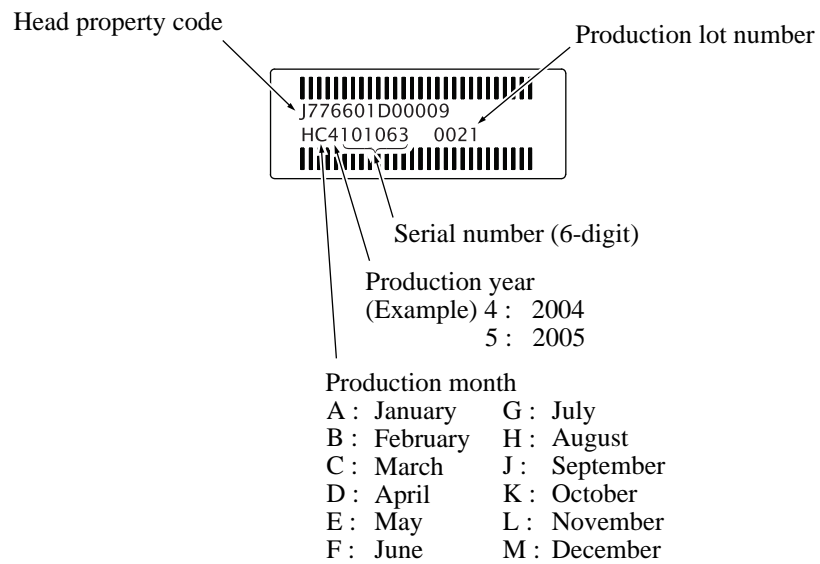 Head property code
Production lot number
J776601D00009
HC4101063 0021
Serial number (6-digit)
Production year
(Example) 4 : 2004
5 : 2005
Production month
A : January G : July
B : February H : August
C : March J : September
D : April K : October
E : May L : November
F : June M : December